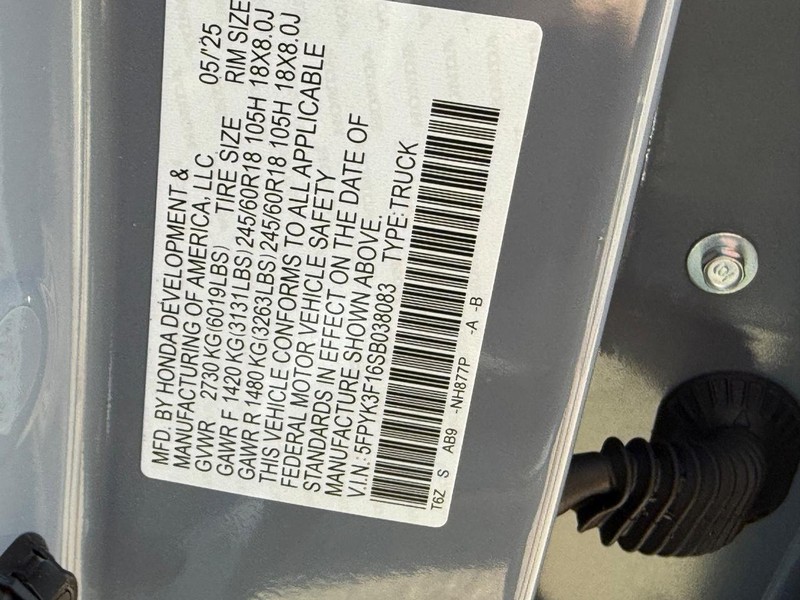 MFD. BY HONDA DEVELOPMENT &
MANUFACTURING OF AMERICA, LLC 05/'25
GVWR 2730 KG(6019LBS) TIRE SIZE RIM SIZE
GAWR F 1420 KG(3131LBS) 245/60R18 105H 18X8.0J
GAWR R 1480 KG(3263LBS) 245/60R18 105H 18X8.0J
THIS VEHICLE CONFORMS TO ALL APPLICABLE
FEDERAL MOTOR VEHICLE SAFETY
STANDARDS IN EFFECT ON THE DATE OF
MANUFACTURE SHOWN ABOVE.
V.I.N.: 5FPYK3F16SB038083 TYPE:TRUCK
T6Z S AB9 -NH877P -A -B